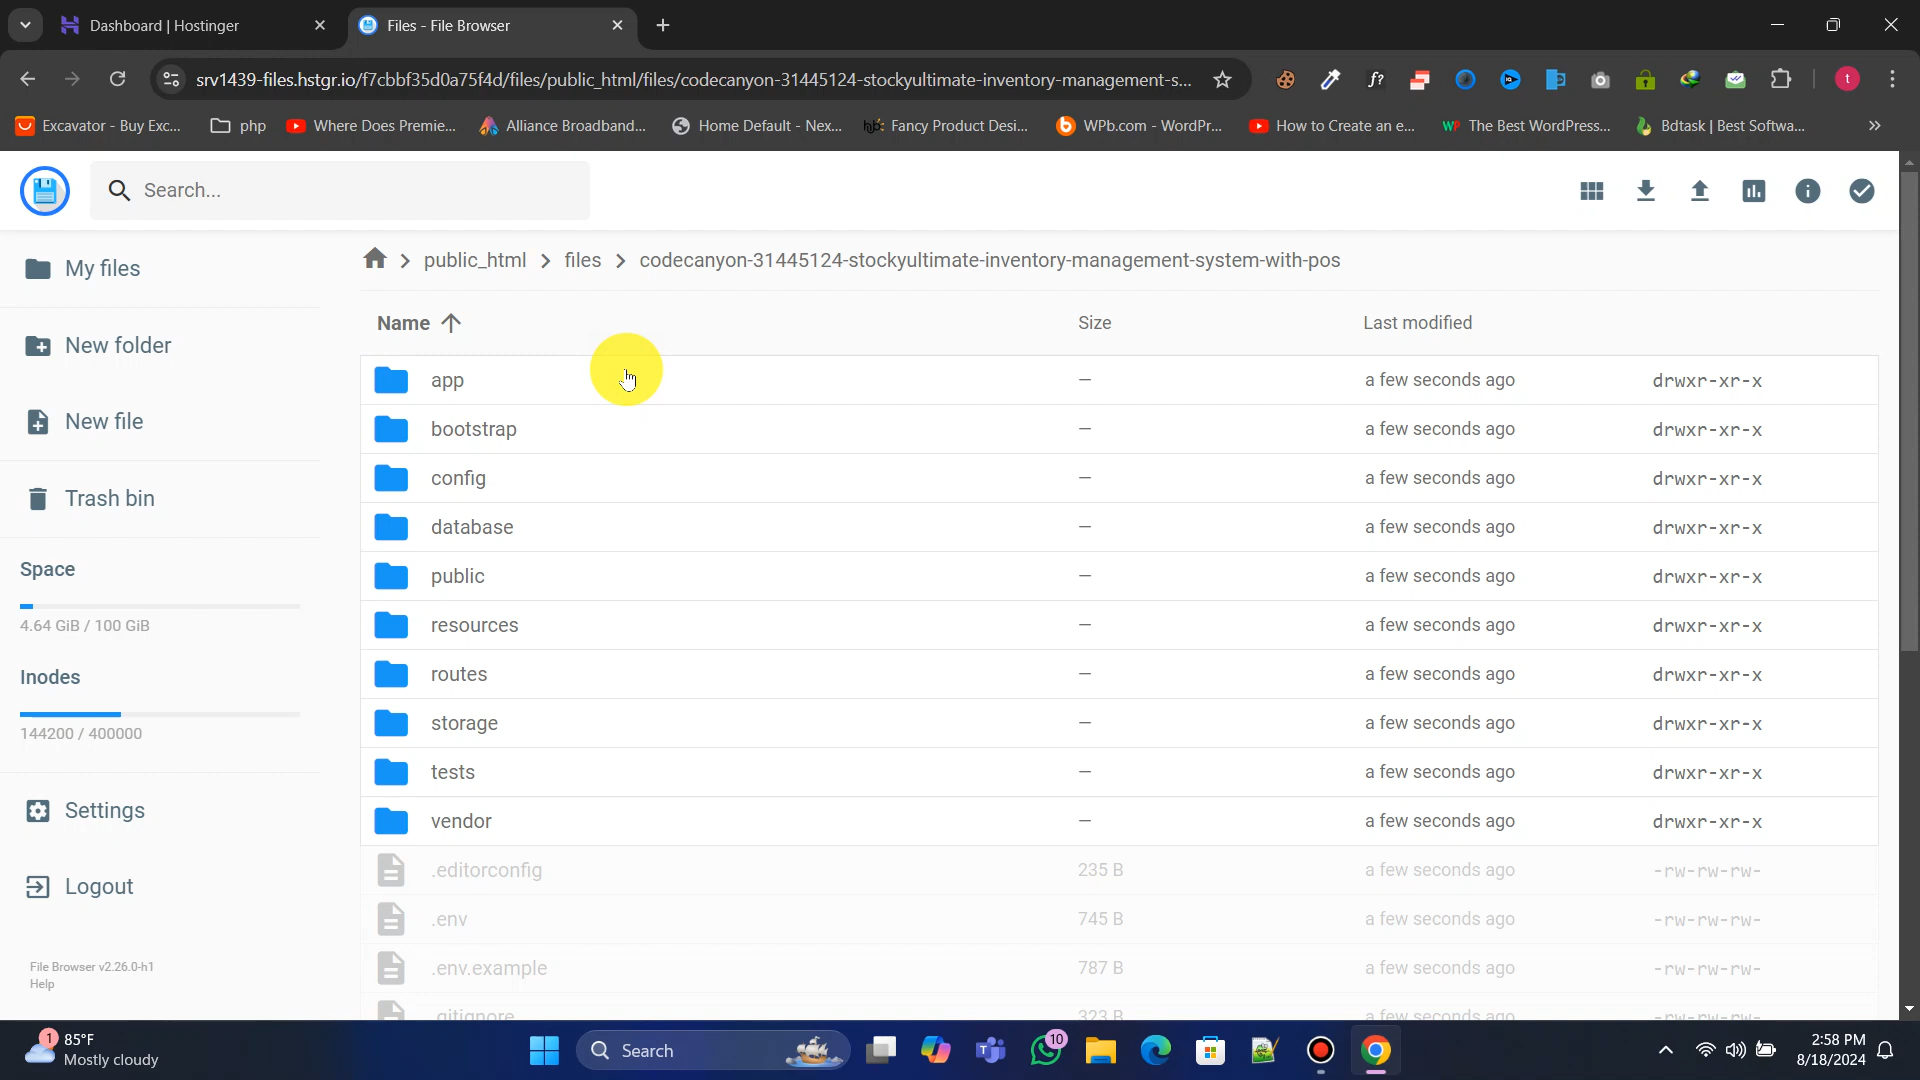 Dashboard | Hostinger
Files - File Browser
srv1439-files.hstgr.io/f7cbbf35d0a75f4d/files/public_html/files/codecanyon-31445124-stockyultimate-inventory-management-s...
f?
t
Excavator - Buy Exc...
php
Where Does Premie...
Alliance Broadband...
Home Default - Nex...
Fancy Product Desi...
WPb.com - WordPr...
How to Create an e...
The Best WordPress...
Bdtask | Best Softwa...
Search...
My files
New folder
New file
Trash bin
Space
4.64 GiB / 100 GiB
Inodes
144200 / 400000
Settings
Logout
File Browser v2.26.0-h1
Help
public_html > files > codecanyon-31445124-stockyultimate-inventory-management-system-with-pos
Name Size Last modified
app — a few seconds ago drwxr-xr-x
bootstrap — a few seconds ago drwxr-xr-x
config — a few seconds ago drwxr-xr-x
database — a few seconds ago drwxr-xr-x
public — a few seconds ago drwxr-xr-x
resources — a few seconds ago drwxr-xr-x
routes — a few seconds ago drwxr-xr-x
storage — a few seconds ago drwxr-xr-x
tests — a few seconds ago drwxr-xr-x
vendor — a few seconds ago drwxr-xr-x
.editorconfig 235 B a few seconds ago -rw-rw-rw-
.env 745 B a few seconds ago -rw-rw-rw-
.env.example 787 B a few seconds ago -rw-rw-rw-
.gitignore 323 B a few seconds ago -rw-rw-rw-
1
85°F
Mostly cloudy
Search
10
2:58 PM
8/18/2024